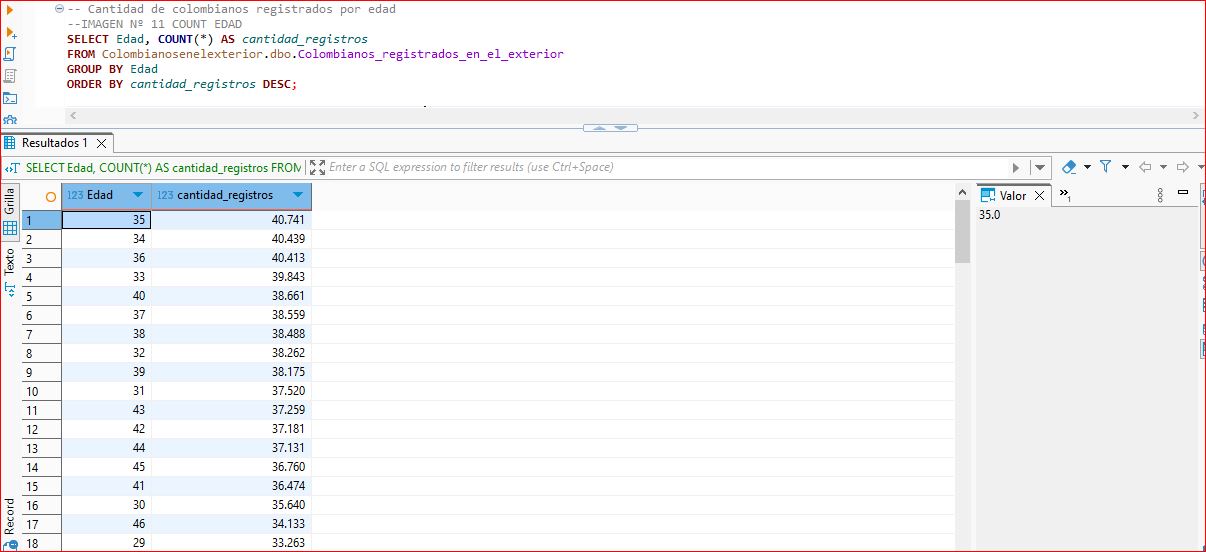 -- Cantidad de colombianos registrados por edad
--IMAGEN Nº 11 COUNT EDAD
SELECT Edad, COUNT(*) AS cantidad_registros
FROM Colombianosenelexterior.dbo.Colombianos_registrados_en_el_exterior
GROUP BY Edad
ORDER BY cantidad_registros DESC;
Resultados 1
SELECT Edad, COUNT(*) AS cantidad_registros FROM
Enter a SQL expression to filter results (use Ctrl+Space)
Grilla
Texto
Record
123 Edad 123 cantidad_registros
1 35 40.741
2 34 40.439
3 36 40.413
4 33 39.843
5 40 38.661
6 37 38.559
7 38 38.488
8 32 38.262
9 39 38.175
10 31 37.520
11 43 37.259
12 42 37.181
13 44 37.131
14 45 36.760
15 41 36.474
16 30 35.640
17 46 34.133
18 29 33.263
Valor
»1
35.0